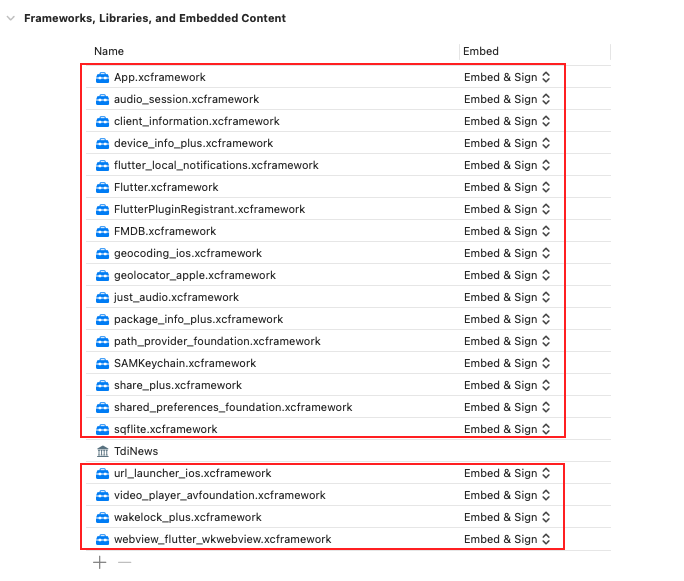 Frameworks, Libraries, and Embedded Content
Name Embed
App.xcframework Embed & Sign
audio_session.xcframework Embed & Sign
client_information.xcframework Embed & Sign
device_info_plus.xcframework Embed & Sign
flutter_local_notifications.xcframework Embed & Sign
Flutter.xcframework Embed & Sign
FlutterPluginRegistrant.xcframework Embed & Sign
FMDB.xcframework Embed & Sign
geocoding_ios.xcframework Embed & Sign
geolocator_apple.xcframework Embed & Sign
just_audio.xcframework Embed & Sign
package_info_plus.xcframework Embed & Sign
path_provider_foundation.xcframework Embed & Sign
SAMKeychain.xcframework Embed & Sign
share_plus.xcframework Embed & Sign
shared_preferences_foundation.xcframework Embed & Sign
sqflite.xcframework Embed & Sign
TdiNews
url_launcher_ios.xcframework Embed & Sign
video_player_avfoundation.xcframework Embed & Sign
wakelock_plus.xcframework Embed & Sign
webview_flutter_wkwebview.xcframework Embed & Sign